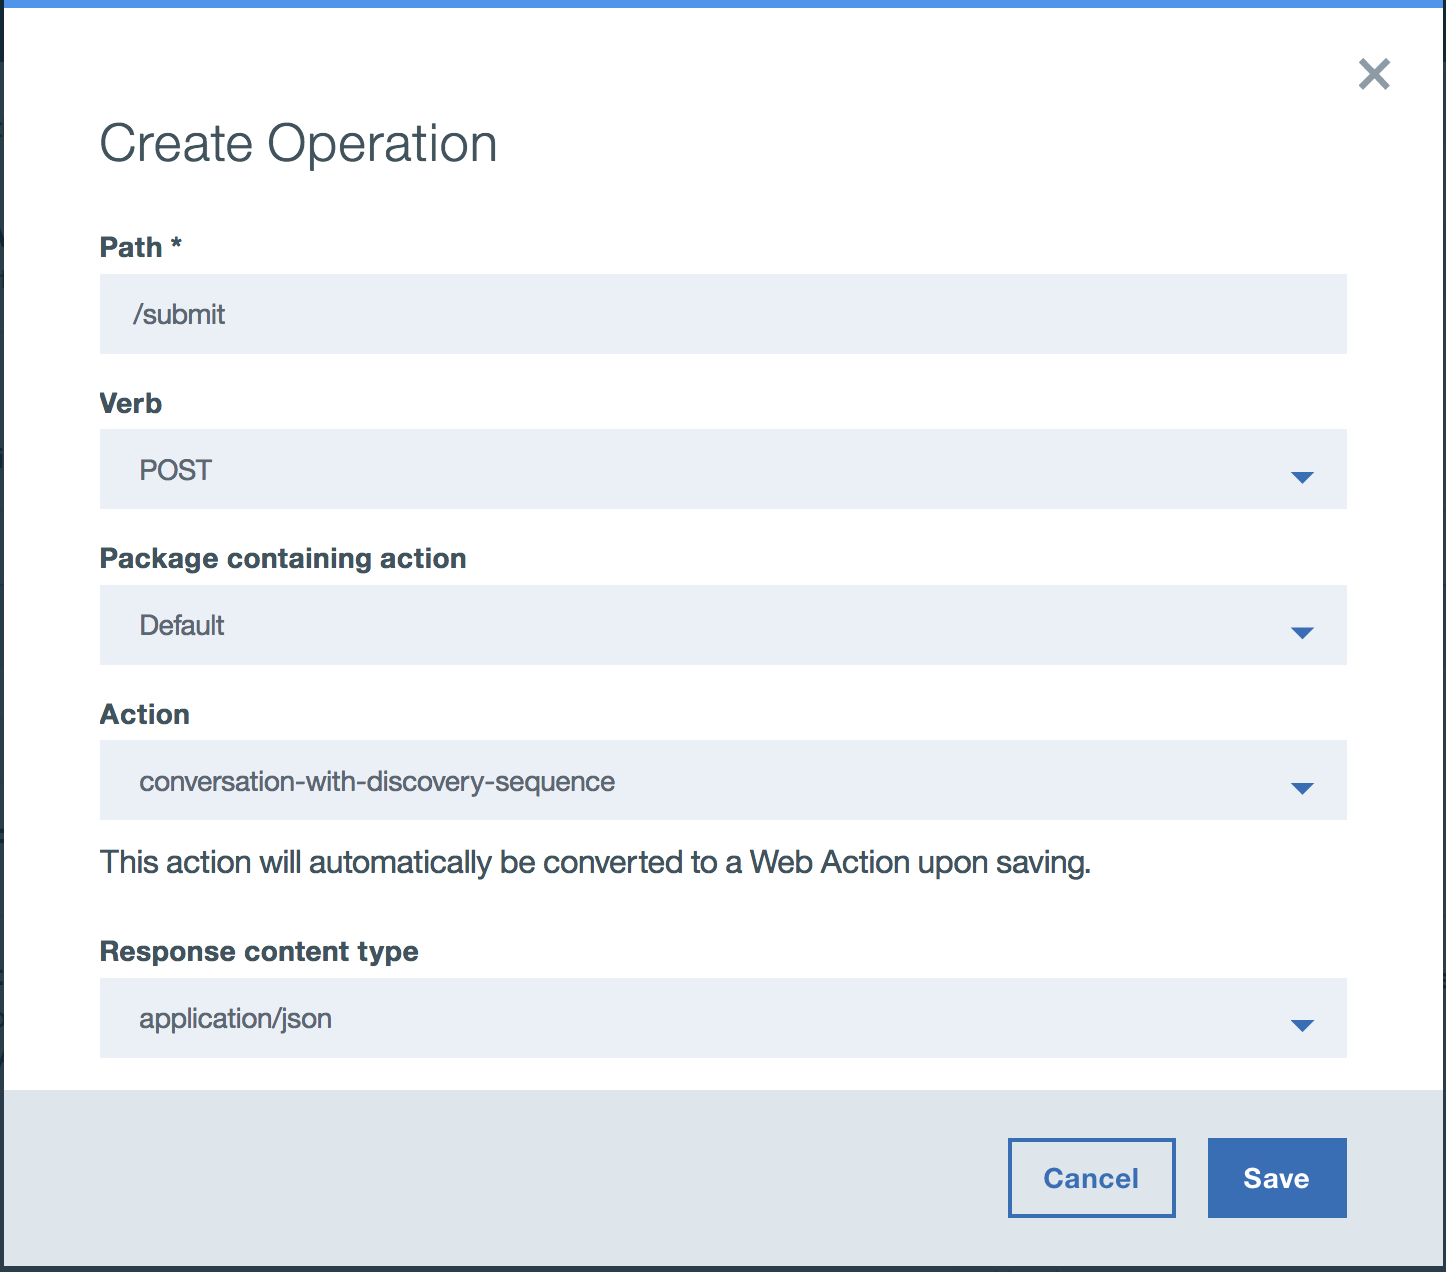 Create Operation
Path *
/submit
Verb
POST
Package containing action
Default
Action
conversation-with-discovery-sequence
This action will automatically be converted to a Web Action upon saving.
Response content type
application/json
Cancel Save